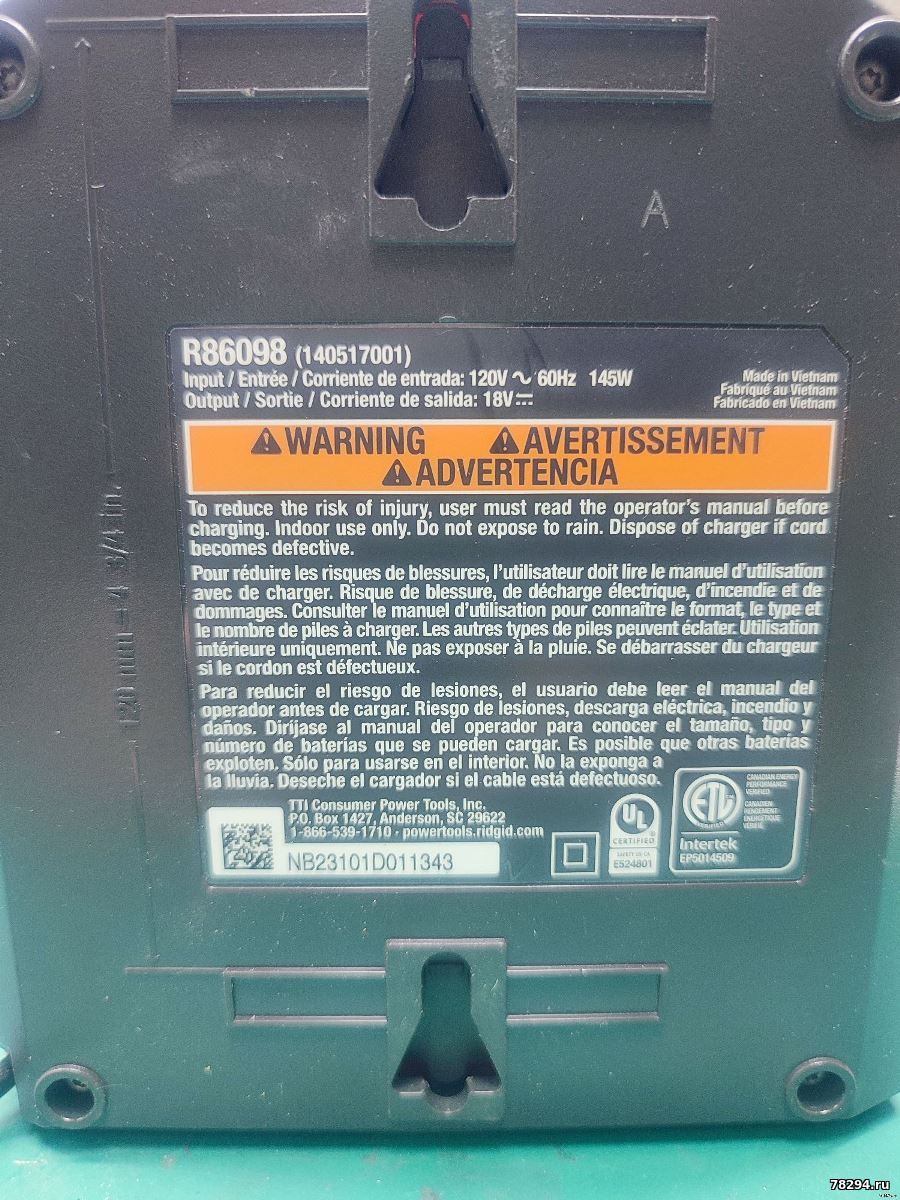 A
R86098 (140517001)
Input / Entrée / Corriente de entrada: 120V ~ 60Hz 145W
Output / Sortie / Corriente de salida: 18V⎓
Made in Vietnam
Fabriqué au Vietnam
Fabricado en Vietnam
⚠WARNING ⚠AVERTISSEMENT
⚠ADVERTENCIA
To reduce the risk of injury, user must read the operator's manual before
charging. Indoor use only. Do not expose to rain. Dispose of charger if cord
becomes defective.
Pour réduire les risques de blessures, l'utilisateur doit lire le manuel d'utilisation
avec de charger. Risque de blessure, de décharge électrique, d'incendie et de
dommages. Consulter le manuel d'utilisation pour connaître le format, le type et
le nombre de piles à charger. Les autres types de piles peuvent éclater. Utilisation
intérieure uniquement. Ne pas exposer à la pluie. Se débarrasser du chargeur
si le cordon est défectueux.
Para reducir el riesgo de lesiones, el usuario debe leer el manual del
operador antes de cargar. Riesgo de lesiones, descarga eléctrica, incendio y
daños. Diríjase al manual del operador para conocer el tamaño, tipo y
número de baterías que se pueden cargar. Es posible que otras baterías
exploten. Sólo para usarse en el interior. No la exponga a
la lluvia. Deseche el cargador si el cable está defectuoso.
TTI Consumer Power Tools, Inc.
P.O. Box 1427, Anderson, SC 29622
1-866-539-1710 · powertools.ridgid.com
NB23101D011343
UL
CERTIFIED
SAFETY US-CA
E524801
ETL
VERIFIED
CANADIAN ENERGY
PERFORMANCE
VERIFIED
CANADIEN
RENDEMENT
ENERGETIQUE
VERIFIÉ
Intertek
EP5014509
120 mm = 4 3/4 in.
78294.ru